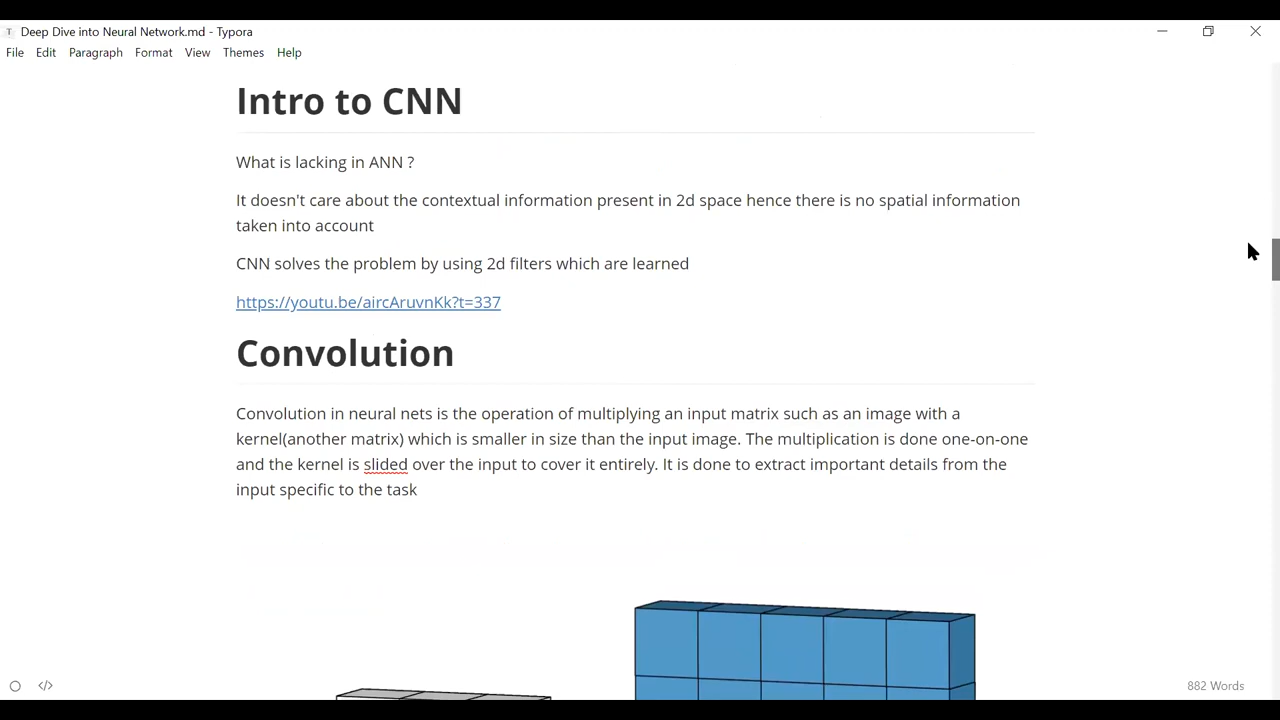 Deep Dive into Neural Network.md - Typora
File Edit Paragraph Format View Themes Help
Intro to CNN
What is lacking in ANN ?
It doesn't care about the contextual information present in 2d space hence there is no spatial information
taken into account
CNN solves the problem by using 2d filters which are learned
https://youtu.be/aircAruvnKk?t=337
Convolution
Convolution in neural nets is the operation of multiplying an input matrix such as an image with a
kernel(another matrix) which is smaller in size than the input image. The multiplication is done one-on-one
and the kernel is slided over the input to cover it entirely. It is done to extract important details from the
input specific to the task
882 Words